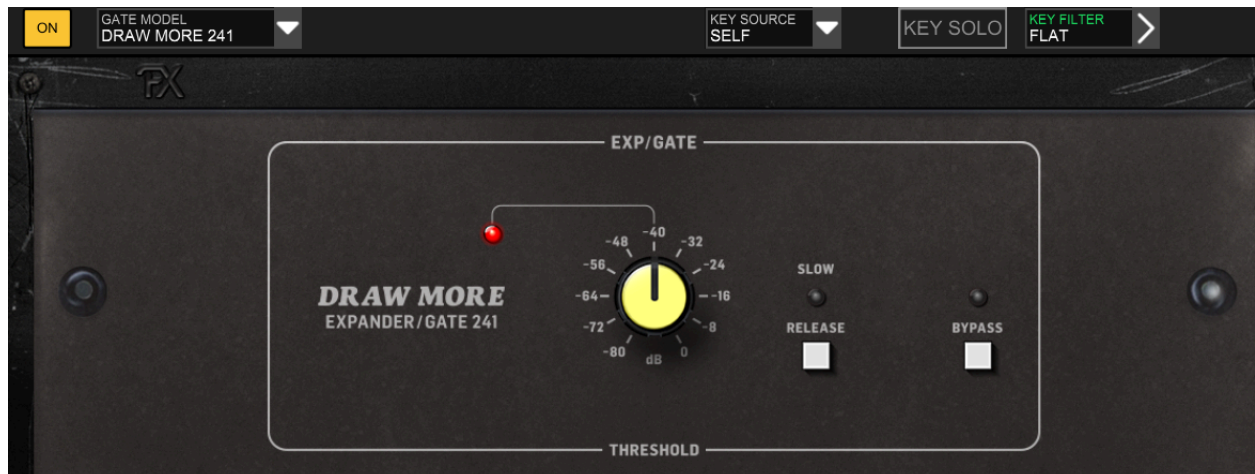 ON
GATE MODEL
DRAW MORE 241
KEY SOURCE
SELF
KEY SOLO
KEY FILTER
FLAT
FX
EXP/GATE
-40
-48 -32
-56 -24
-64 -16
-72 -8
-80 dB 0
DRAW MORE
EXPANDER/GATE 241
SLOW
RELEASE
BYPASS
THRESHOLD